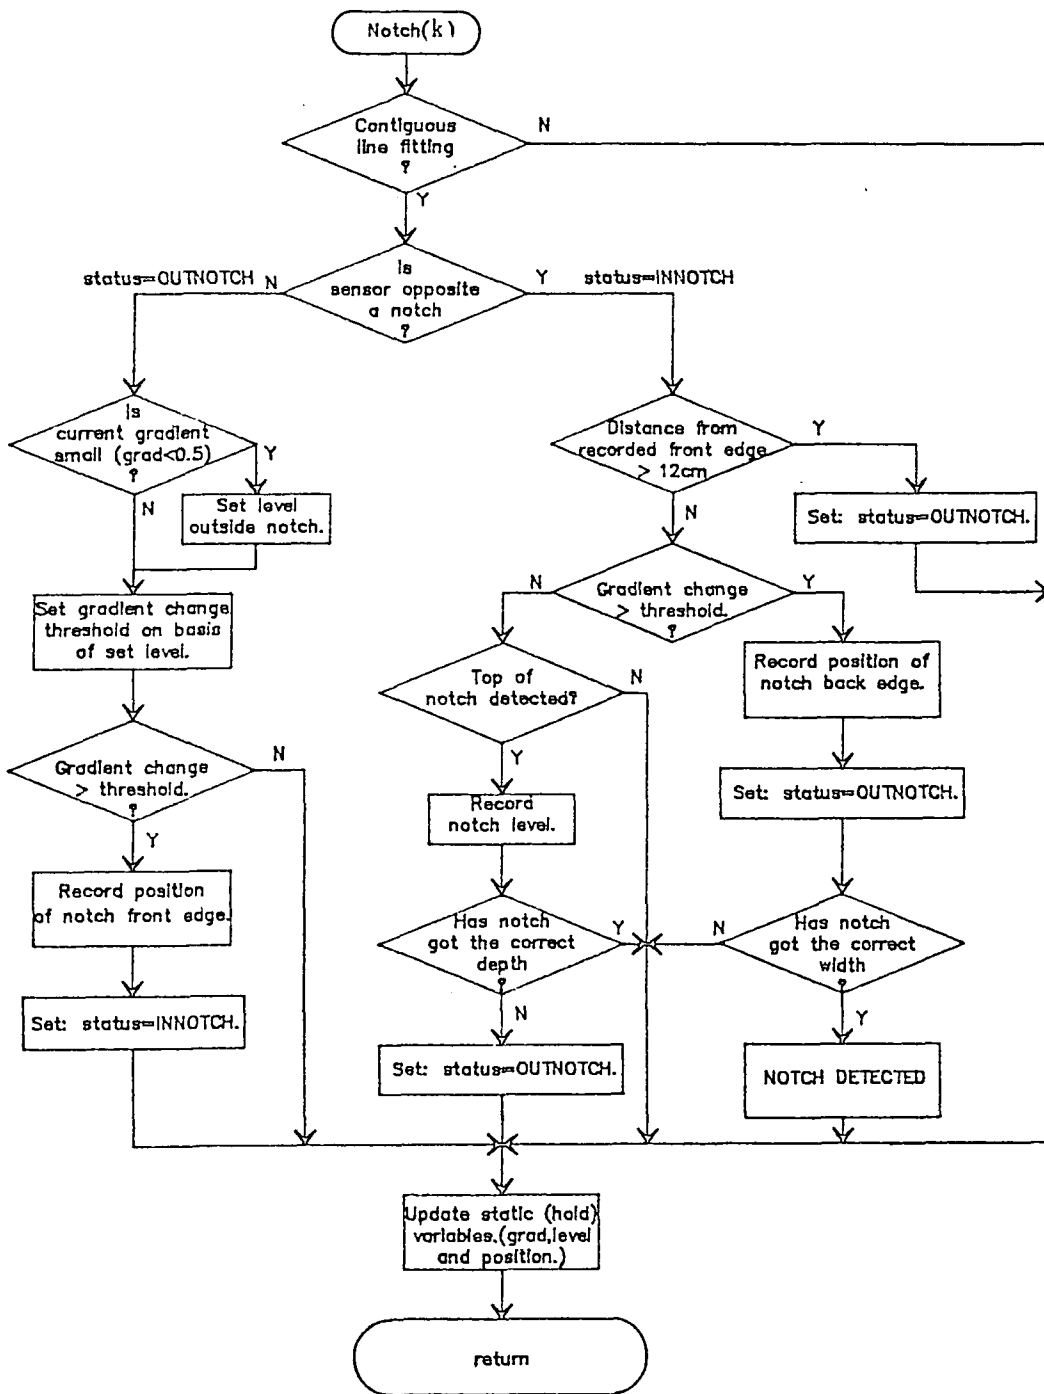 Notch(k)
Contiguous
line fitting
?
N
Y
status=OUTNOTCH
N
Is
sensor opposite
a notch
?
Y
status=INNOTCH
Is
current gradient
small (grad<0.5)
?
Y
N
Set level
outside notch.
Distance from
recorded front edge
> 12cm
Y
N
Set: status=OUTNOTCH.
Set gradient change
threshold on basis
of set level.
N
Gradient change
> threshold.
?
Y
Top of
notch detected?
N
Y
Record position of
notch back edge.
Gradient change
> threshold.
?
N
Y
Record
notch level.
Set: status=OUTNOTCH.
Record position
of notch front edge.
Has notch
got the correct
depth
?
Y
N
N
Has notch
got the correct
width
?
Y
Set: status=INNOTCH.
Set: status=OUTNOTCH.
NOTCH DETECTED
Update static (hold)
variables.(grad,level
and position.)
return